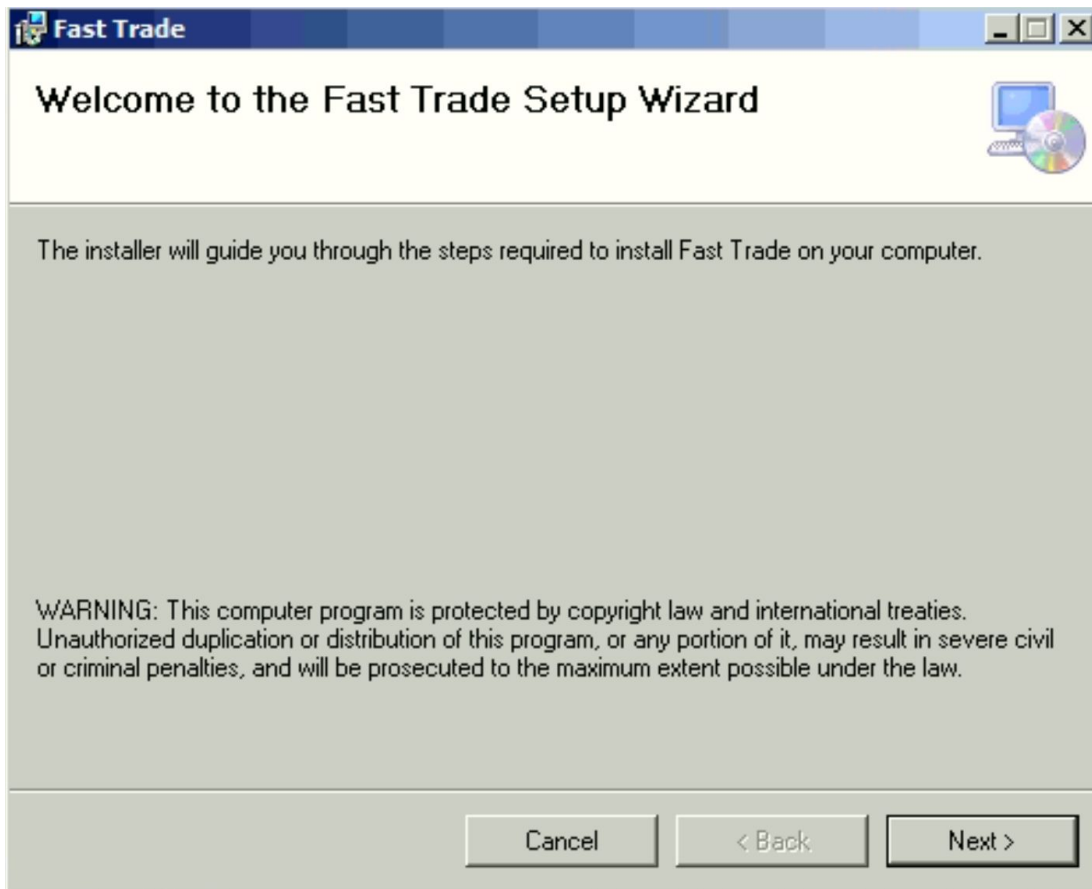 Fast Trade
Welcome to the Fast Trade Setup Wizard
The installer will guide you through the steps required to install Fast Trade on your computer.
WARNING: This computer program is protected by copyright law and international treaties.
Unauthorized duplication or distribution of this program, or any portion of it, may result in severe civil
or criminal penalties, and will be prosecuted to the maximum extent possible under the law.
Cancel
< Back
Next >